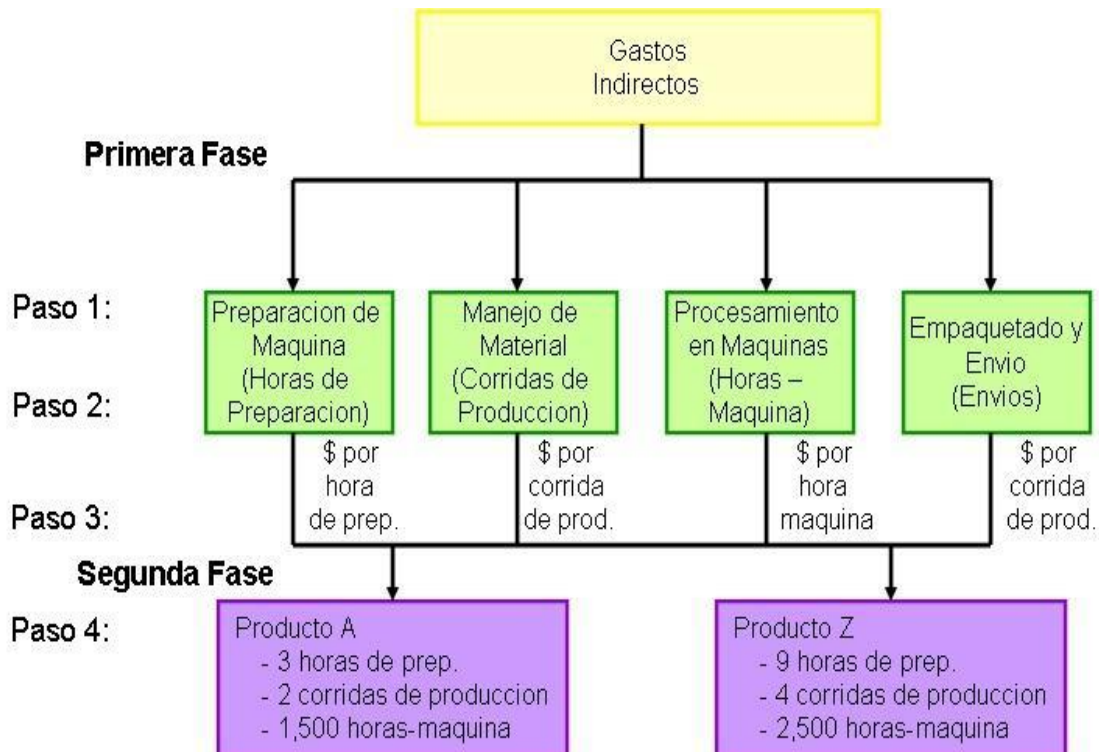 Gastos
Indirectos
Primera Fase
Paso 1:
Paso 2:
Preparacion de
Maquina
(Horas de
Preparacion)
Manejo de
Material
(Corridas de
Produccion)
Procesamiento
en Maquinas
(Horas –
Maquina)
Empaquetado y
Envio
(Envios)
Paso 3:
$ por
hora
de prep.
$ por
corrida
de prod.
$ por
hora
maquina
$ por
corrida
de prod.
Segunda Fase
Paso 4:
Producto A
- 3 horas de prep.
- 2 corridas de produccion
- 1,500 horas-maquina
Producto Z
- 9 horas de prep.
- 4 corridas de produccion
- 2,500 horas-maquina